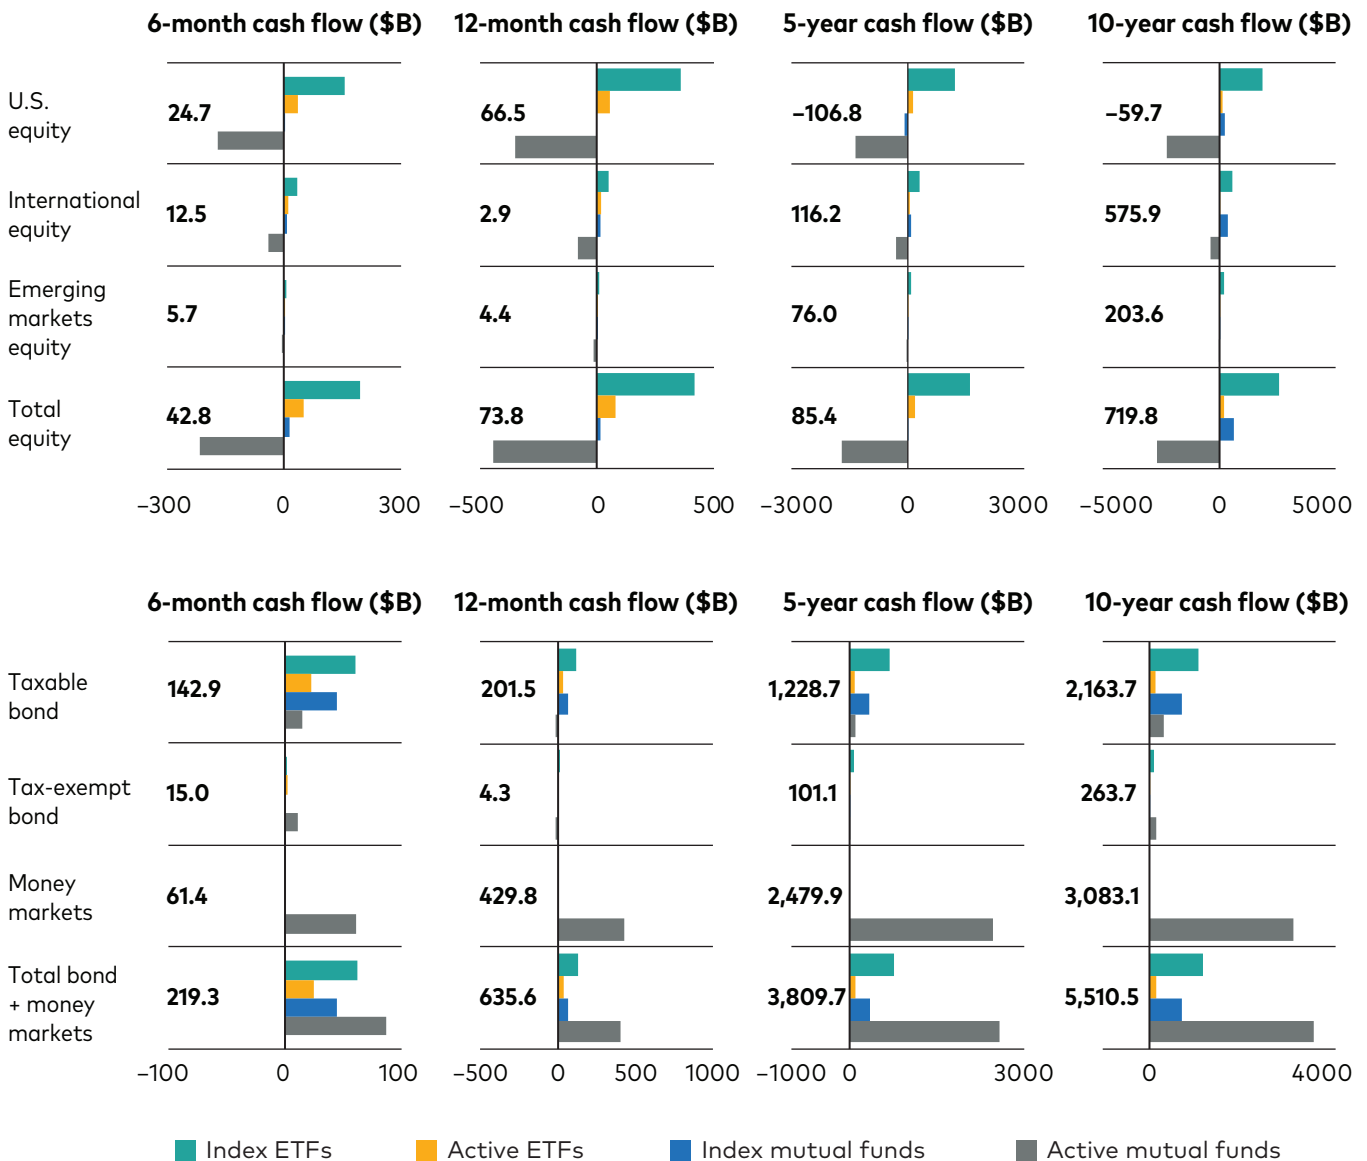 6-month cash flow ($B) 12-month cash flow ($B) 5-year cash flow ($B) 10-year cash flow ($B)
U.S.
equity
24.7 66.5 –106.8 –59.7
International
equity
12.5 2.9 116.2 575.9
Emerging
markets
equity
5.7 4.4 76.0 203.6
Total
equity
42.8 73.8 85.4 719.8
–300 0 300 –500 0 500 –3000 0 3000 –5000 0 5000
6-month cash flow ($B) 12-month cash flow ($B) 5-year cash flow ($B) 10-year cash flow ($B)
Taxable
bond
142.9 201.5 1,228.7 2,163.7
Tax-exempt
bond
15.0 4.3 101.1 263.7
Money
markets
61.4 429.8 2,479.9 3,083.1
Total bond
+ money
markets
219.3 635.6 3,809.7 5,510.5
–100 0 100 –500 0 500 1000 –1000 0 3000 0 4000
Index ETFs Active ETFs Index mutual funds Active mutual funds